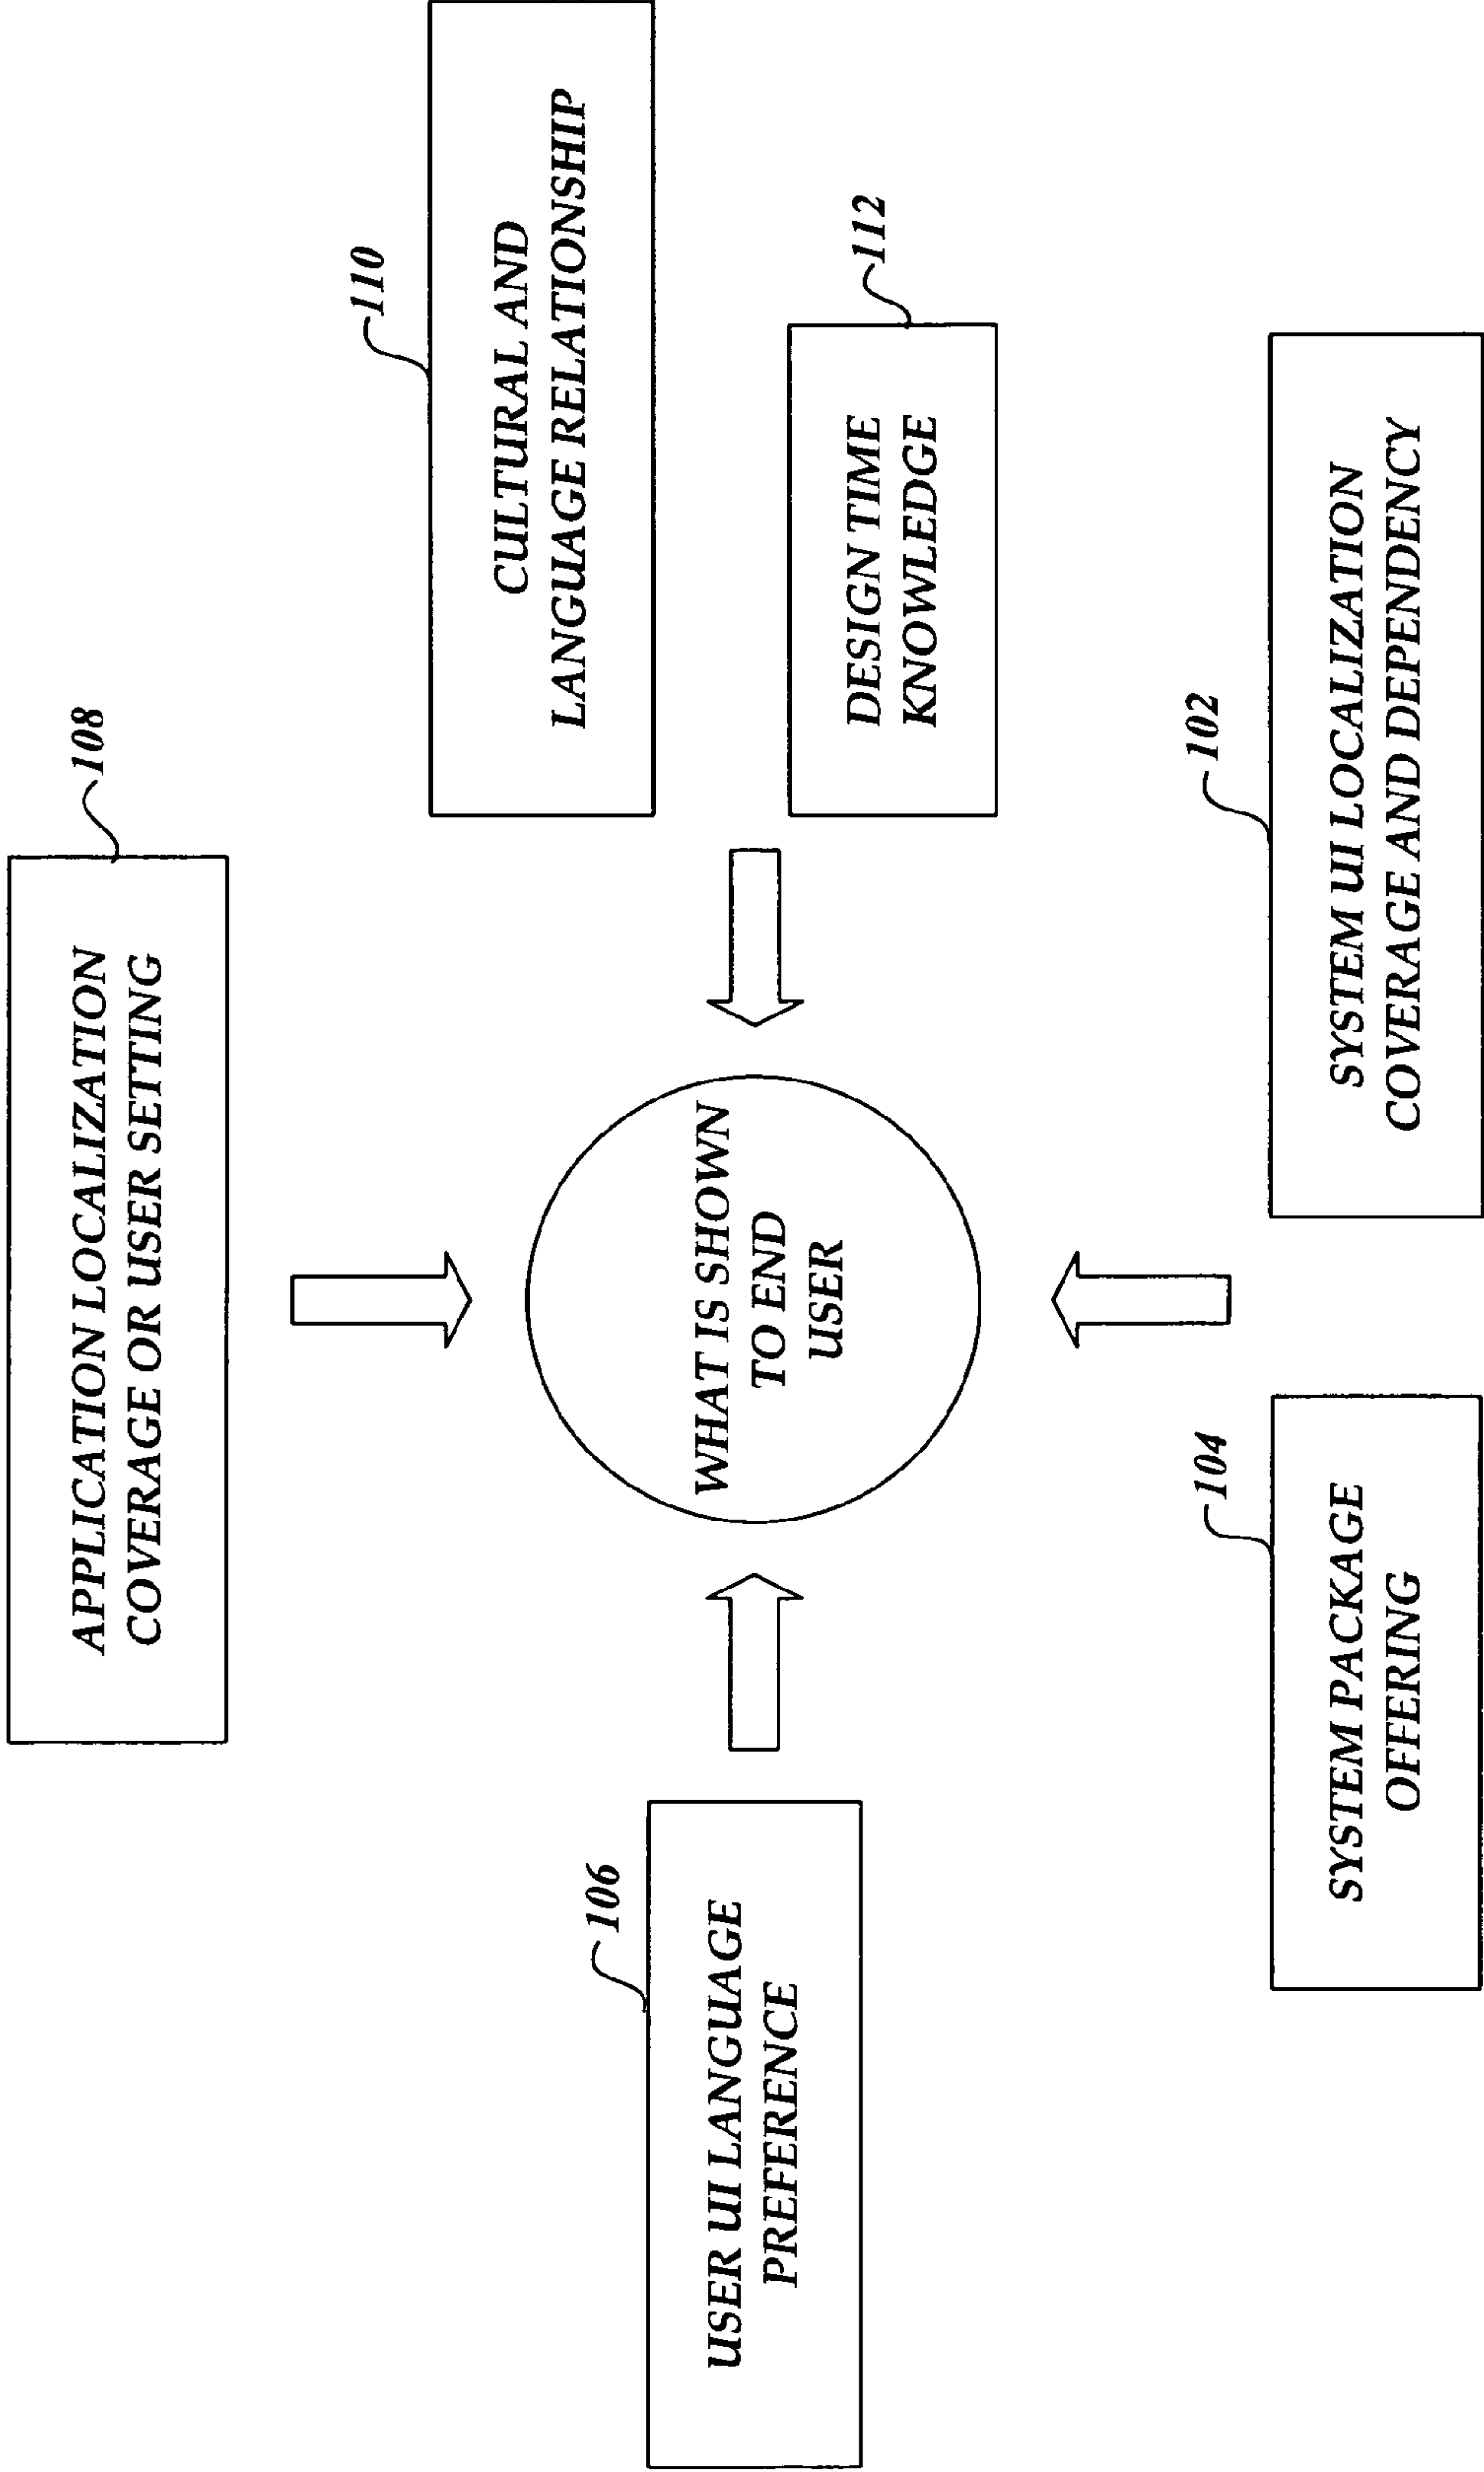 108
APPLICATION LOCALIZATION
COVERAGE OR USER SETTING
110
CULTURAL AND
LANGUAGE RELATIONSHIP
106
USER UI LANGUAGE
PREFERENCE
WHAT IS SHOWN
TO END
USER
112
DESIGN TIME
KNOWLEDGE
104
SYSTEM PACKAGE
OFFERING
102
SYSTEM UI LOCALIZATION
COVERAGE AND DEPENDENCY